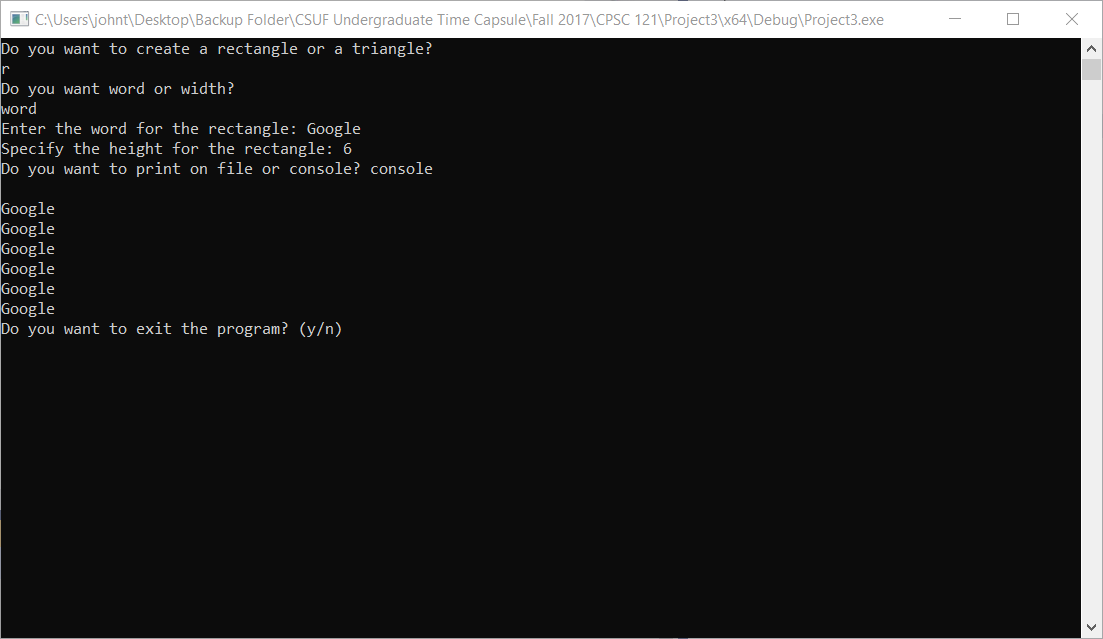 C:\Users\johnt\Desktop\Backup Folder\CSUF Undergraduate Time Capsule\Fall 2017\CPSC 121\Project3\x64\Debug\Project3.exe
Do you want to create a rectangle or a triangle?
r
Do you want word or width?
word
Enter the word for the rectangle: Google
Specify the height for the rectangle: 6
Do you want to print on file or console? console
Google
Google
Google
Google
Google
Google
Do you want to exit the program? (y/n)